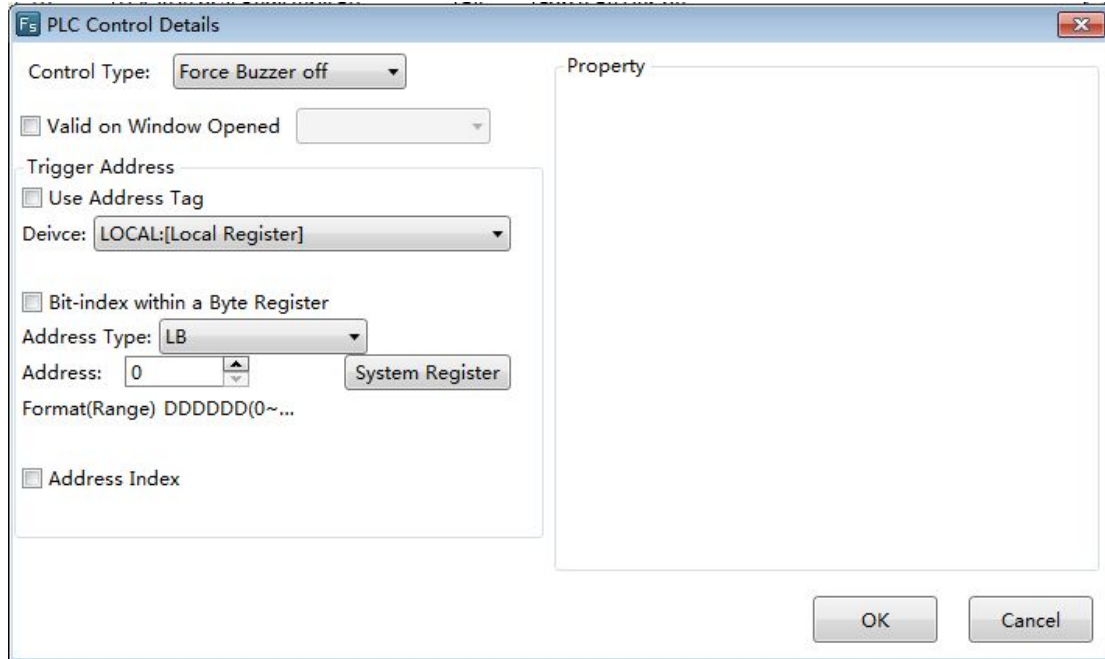 Fs PLC Control Details
Control Type: Force Buzzer off
Property
Valid on Window Opened
Trigger Address
Use Address Tag
Deivce: LOCAL:[Local Register]
Bit-index within a Byte Register
Address Type: LB
Address: 0 System Register
Format(Range) DDDDDD(0~...
Address Index
OK Cancel